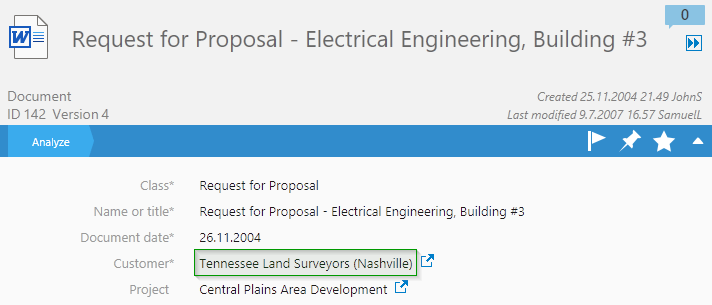 0
W
Request for Proposal - Electrical Engineering, Building #3
Document
ID 142 Version 4
Created 25.11.2004 21.49 JohnS
Last modified 9.7.2007 16.57 SamuelL
Analyze
Class* Request for Proposal
Name or title* Request for Proposal - Electrical Engineering, Building #3
Document date* 26.11.2004
Customer* Tennessee Land Surveyors (Nashville)
Project Central Plains Area Development